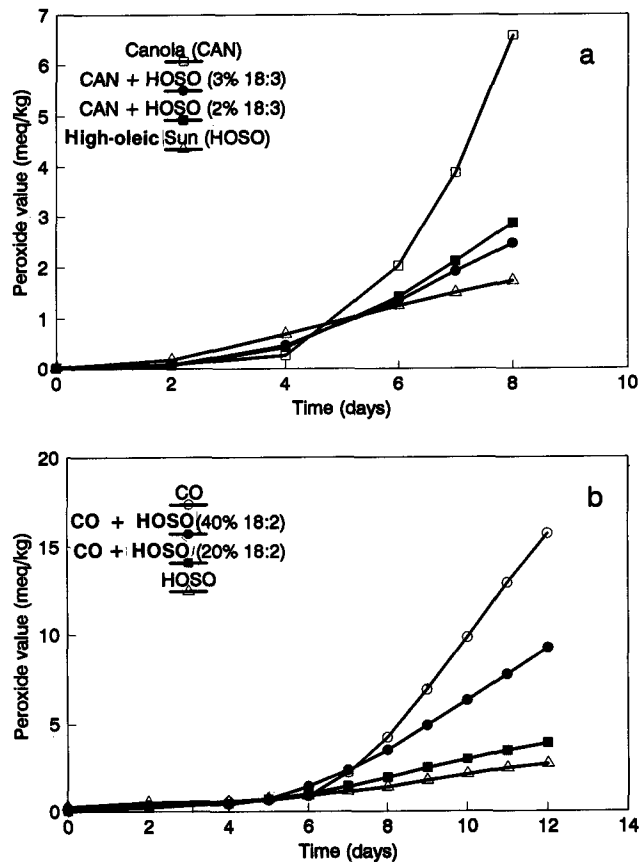 a
Canola (CAN)
CAN + HOSO (3% 18:3)
CAN + HOSO (2% 18:3)
High-oleic Sun (HOSO)
Peroxide value (meq/kg)
7
6
5
4
3
2
1
0
0 2 4 6 8 10
Time (days)
b
CO
CO + HOSO (40% 18:2)
CO + HOSO (20% 18:2)
HOSO
Peroxide value (meq/kg)
20
15
10
5
0
0 2 4 6 8 10 12 14
Time (days)